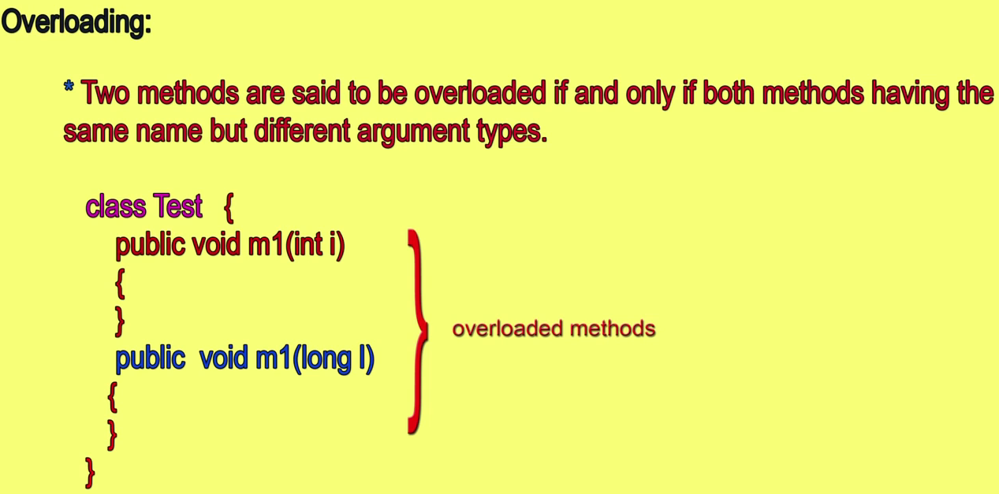 Overloading:
* Two methods are said to be overloaded if and only if both methods having the
same name but different argument types.
class Test {
public void m1(int i)
{
}
public void m1(long l)
{
}
}
overloaded methods